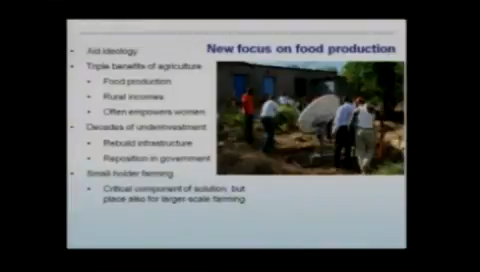 New focus on food production
• Aid ideology
• Triple benefits of agriculture
• Food production
• Rural incomes
• Often empowers women
• Decades of underinvestment
• Rebuild infrastructure
• Reposition in government
• Small-holder farming
• Critical component of solution but
place also for larger-scale farming